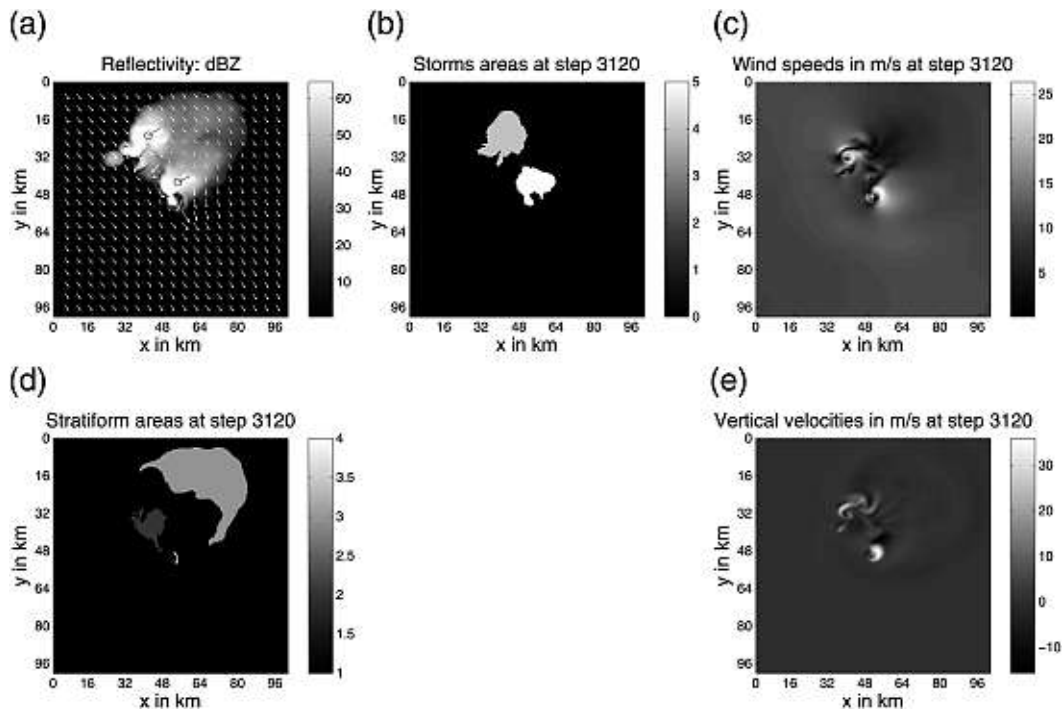 (a)
Reflectivity: dBZ
0
16
32
48
64
80
96
y in km
0 16 32 48 64 80 96
x in km
60
50
40
30
20
10
(b)
Storms areas at step 3120
0
16
32
48
64
80
96
y in km
0 16 32 48 64 80 96
x in km
5
4
3
2
1
0
(c)
Wind speeds in m/s at step 3120
0
16
32
48
64
80
96
y in km
0 16 32 48 64 80 96
x in km
25
20
15
10
5
(d)
Stratiform areas at step 3120
0
16
32
48
64
80
96
y in km
0 16 32 48 64 80 96
x in km
4
3.5
3
2.5
2
1.5
1
(e)
Vertical velocities in m/s at step 3120
0
16
32
48
64
80
96
y in km
0 16 32 48 64 80 96
x in km
30
20
10
0
−10